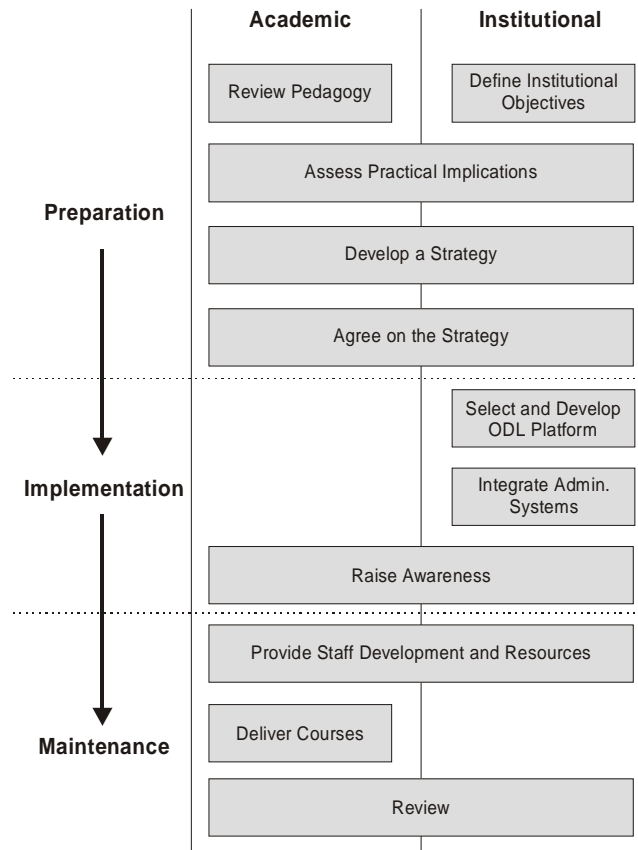 Academic
Institutional
Review Pedagogy
Define Institutional
Objectives
Assess Practical Implications
Preparation
Develop a Strategy
Agree on the Strategy
Select and Develop
ODL Platform
Implementation
Integrate Admin.
Systems
Raise Awareness
Provide Staff Development and Resources
Deliver Courses
Maintenance
Review